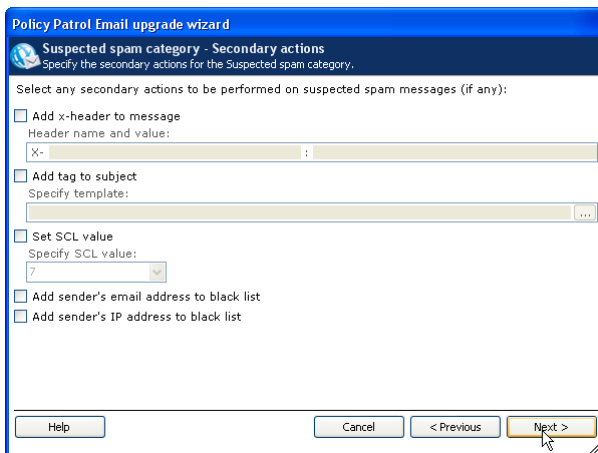 Policy Patrol Email upgrade wizard
Suspected spam category - Secondary actions
Specify the secondary actions for the Suspected spam category.
Select any secondary actions to be performed on suspected spam messages (if any):
Add x-header to message
Header name and value:
X- :
Add tag to subject
Specify template:
...
Set SCL value
Specify SCL value:
7
Add sender's email address to black list
Add sender's IP address to black list
Help Cancel < Previous Next >